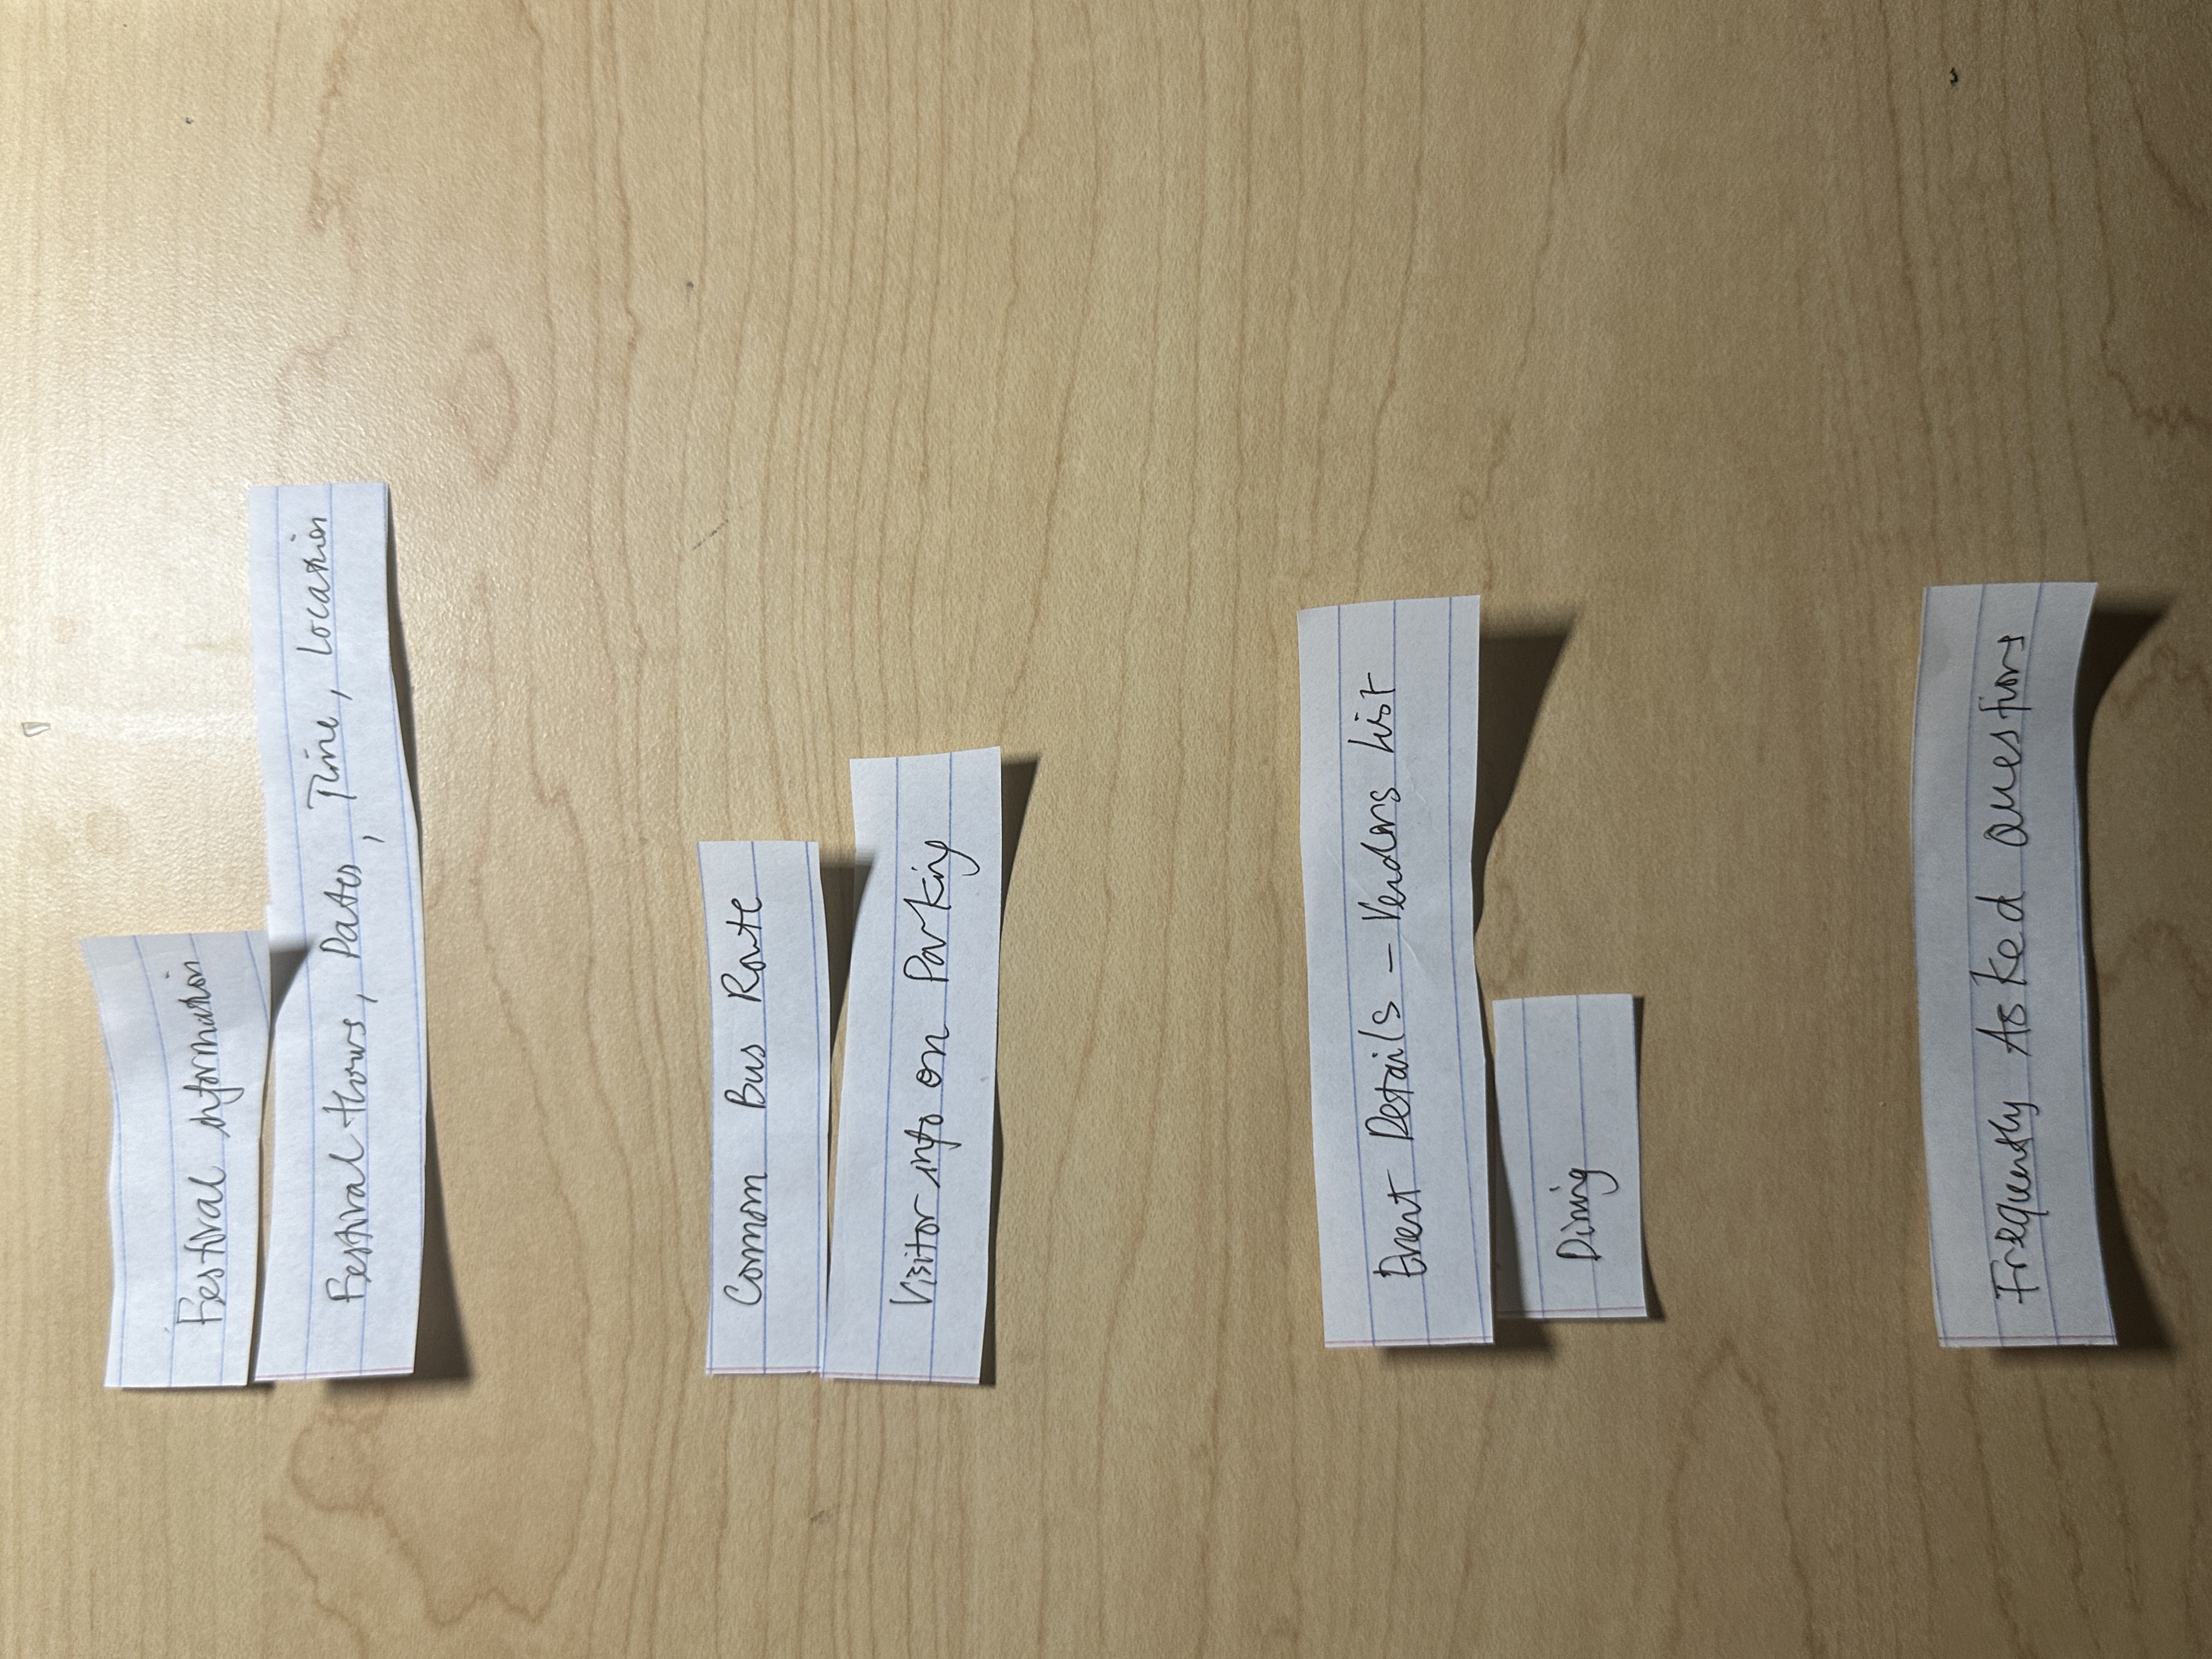 Festival information
Festival Hours, Dates, Time, Location
Common Bus Route
Visitor info on Parking
Event Details - Vendors List
Dining
Frequently Asked Questions